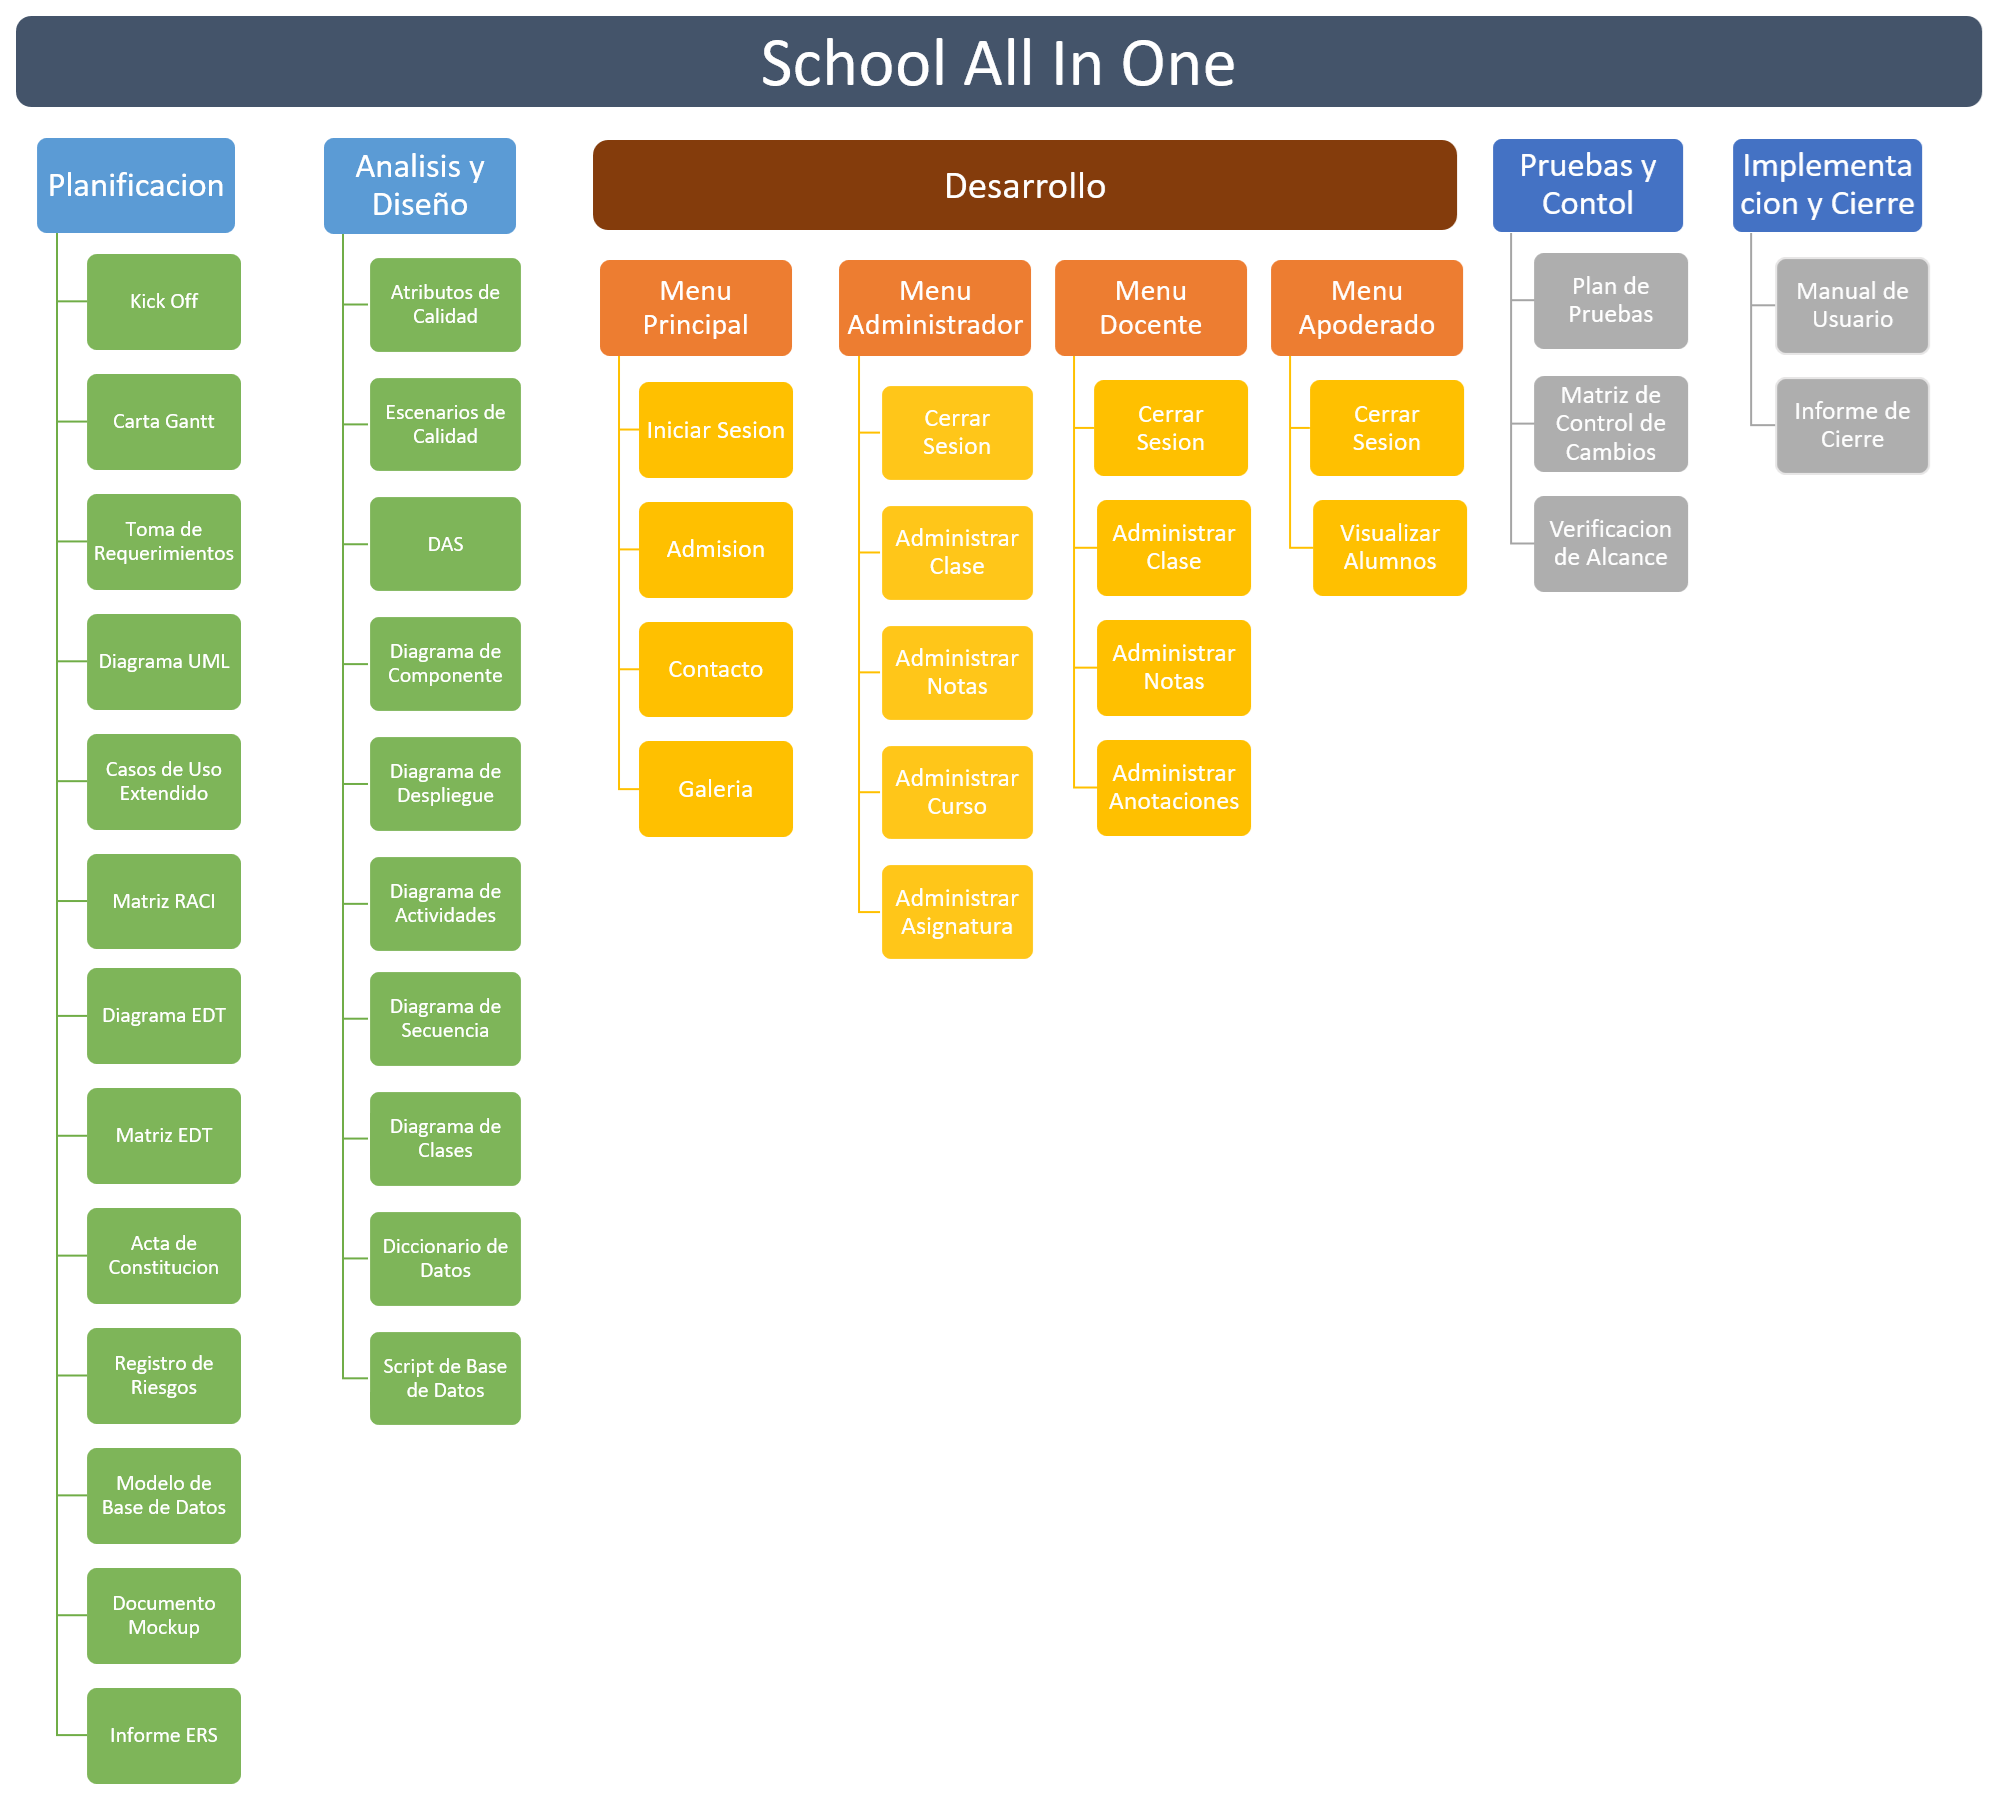 School All In One
Planificacion
Kick Off
Carta Gantt
Toma de
Requerimientos
Diagrama UML
Casos de Uso
Extendido
Matriz RACI
Diagrama EDT
Matriz EDT
Acta de
Constitucion
Registro de
Riesgos
Modelo de
Base de Datos
Documento
Mockup
Informe ERS
Analisis y
Diseño
Atributos de
Calidad
Escenarios de
Calidad
DAS
Diagrama de
Componente
Diagrama de
Despliegue
Diagrama de
Actividades
Diagrama de
Secuencia
Diagrama de
Clases
Diccionario de
Datos
Script de Base
de Datos
Desarrollo
Menu
Principal
Iniciar Sesion
Admision
Contacto
Galeria
Menu
Administrador
Cerrar
Sesion
Administrar
Clase
Administrar
Notas
Administrar
Curso
Administrar
Asignatura
Menu
Docente
Cerrar
Sesion
Administrar
Clase
Administrar
Notas
Administrar
Anotaciones
Menu
Apoderado
Cerrar
Sesion
Visualizar
Alumnos
Pruebas y
Contol
Plan de
Pruebas
Matriz de
Control de
Cambios
Verificacion
de Alcance
Implementa
cion y Cierre
Manual de
Usuario
Informe de
Cierre